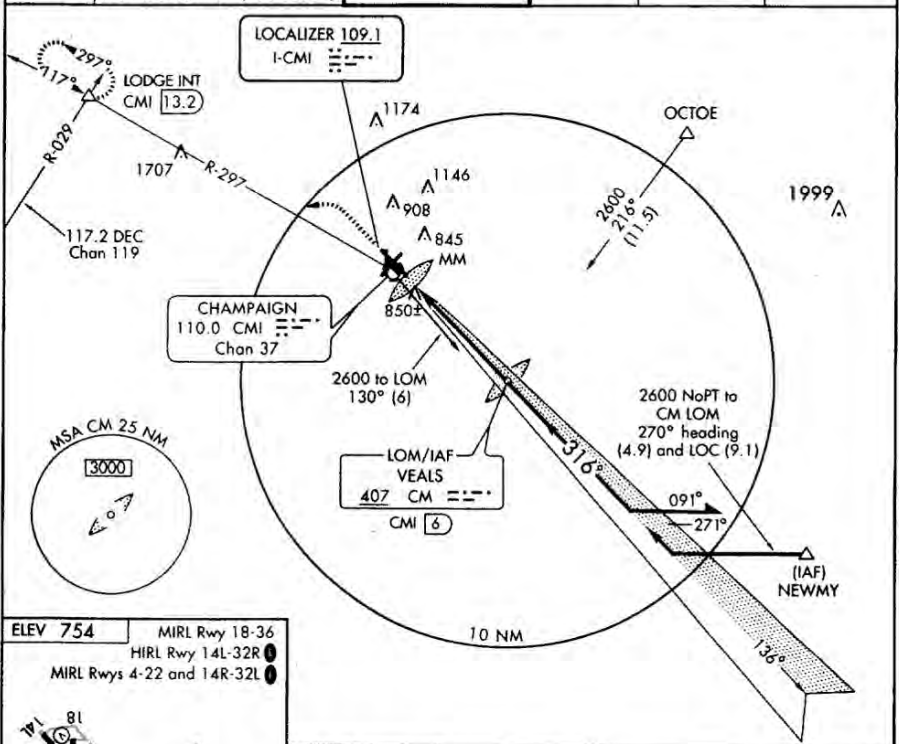 LOCALIZER 109.1
I-CMI
297°
117°
LODGE INT
CMI 13.2
1174
OCTOE
R-029
1707
R-297
1146
908
845
MM
2600
216°
(11.5)
1999
117.2 DEC
Chan 119
CHAMPAIGN
110.0 CMI
Chan 37
850±
2600 to LOM
130° (6)
2600 NoPT to
CM LOM
270° heading
(4.9) and LOC (9.1)
MSA CM 25 NM
3000
LOM/IAF
VEALS
407 CM
CMI 6
316°
091°
271°
(IAF)
NEWMY
10 NM
136°
ELEV 754
MIRL Rwy 18-36
HIRL Rwy 14L-32R
MIRL Rwys 4-22 and 14R-32L
14L
18
V